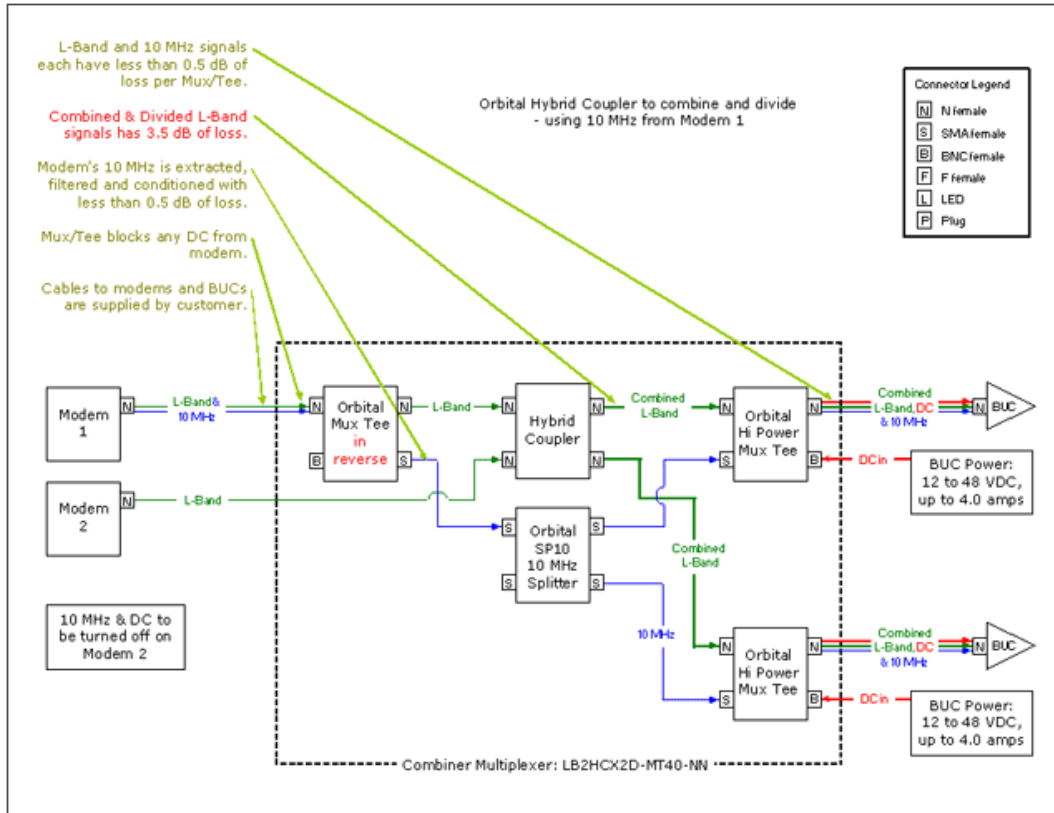 L-Band and 10 MHz signals
each have less than 0.5 dB of
loss per Mux/Tee.
Combined & Divided L-Band
signals has 3.5 dB of loss.
Modem's 10 MHz is extracted,
filtered and conditioned with
less than 0.5 dB of loss.
Mux/Tee blocks any DC from
modem.
Cables to modems and BUCs
are supplied by customer.
Orbital Hybrid Coupler to combine and divide
- using 10 MHz from Modem 1
Connector Legend
N N female
S SMA female
B BNC female
F F female
L LED
P Plug
Modem
1
N
L-Band&
10 MHz
N
B
Orbital
Mux Tee
in
reverse
N
S
L-Band
N
N
Hybrid
Coupler
N
N
Combined
L-Band
N
S
Orbital
Hi Power
Mux Tee
N
B
Combined
L-Band, DC
& 10 MHz
N
BUC
DC in
BUC Power:
12 to 48 VDC,
up to 4.0 amps
Modem
2
N
L-Band
S
S
Orbital
SP10
10 MHz
Splitter
S
S
Combined
L-Band
10 MHz
10 MHz & DC to
be turned off on
Modem 2
N
S
Orbital
Hi Power
Mux Tee
N
B
Combined
L-Band, DC
& 10 MHz
N
BUC
DC in
BUC Power:
12 to 48 VDC,
up to 4.0 amps
Combiner Multiplexer: LB2HCX2D-MT40-NN